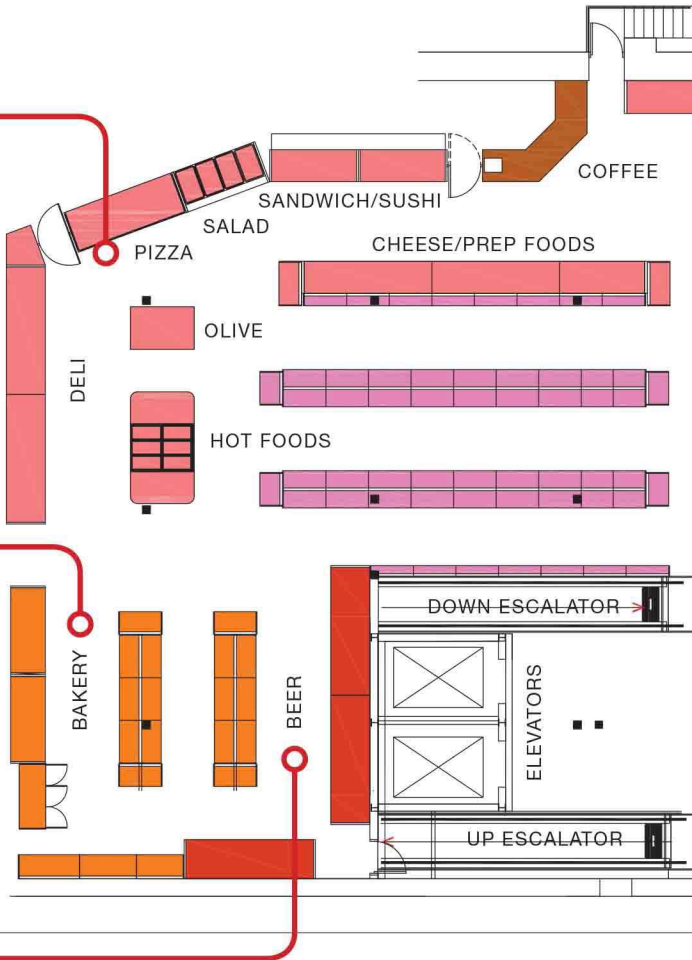 COFFEE
SANDWICH/SUSHI
SALAD
PIZZA
CHEESE/PREP FOODS
OLIVE
DELI
HOT FOODS
DOWN ESCALATOR
BAKERY
BEER
ELEVATORS
UP ESCALATOR